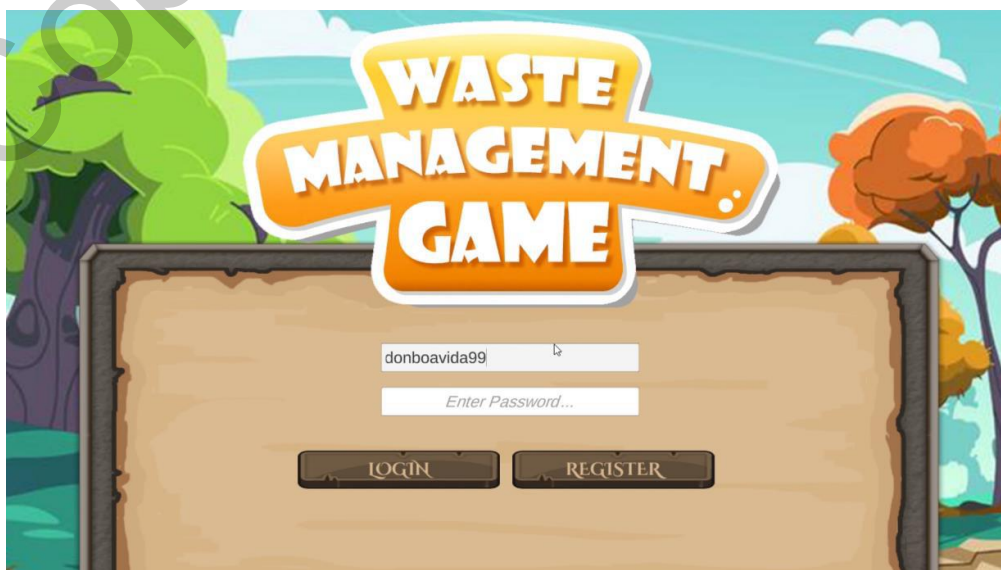 WASTE
MANAGEMENT
GAME
donboavida99
Enter Password...
LOGIN
REGISTER